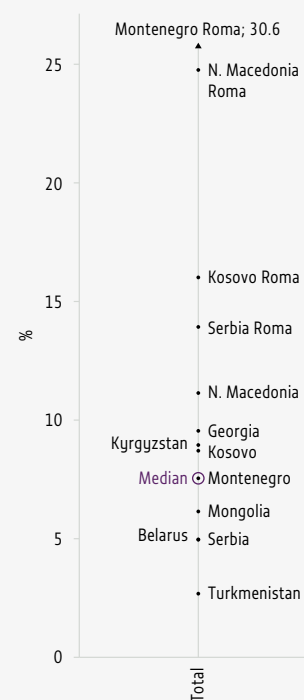 Montenegro Roma; 30.6
25
N. Macedonia
Roma
20
Kosovo Roma
15
Serbia Roma
%
N. Macedonia
10
Georgia
Kyrgyzstan
Kosovo
Median
Montenegro
Mongolia
5
Belarus
Serbia
Turkmenistan
0
Total